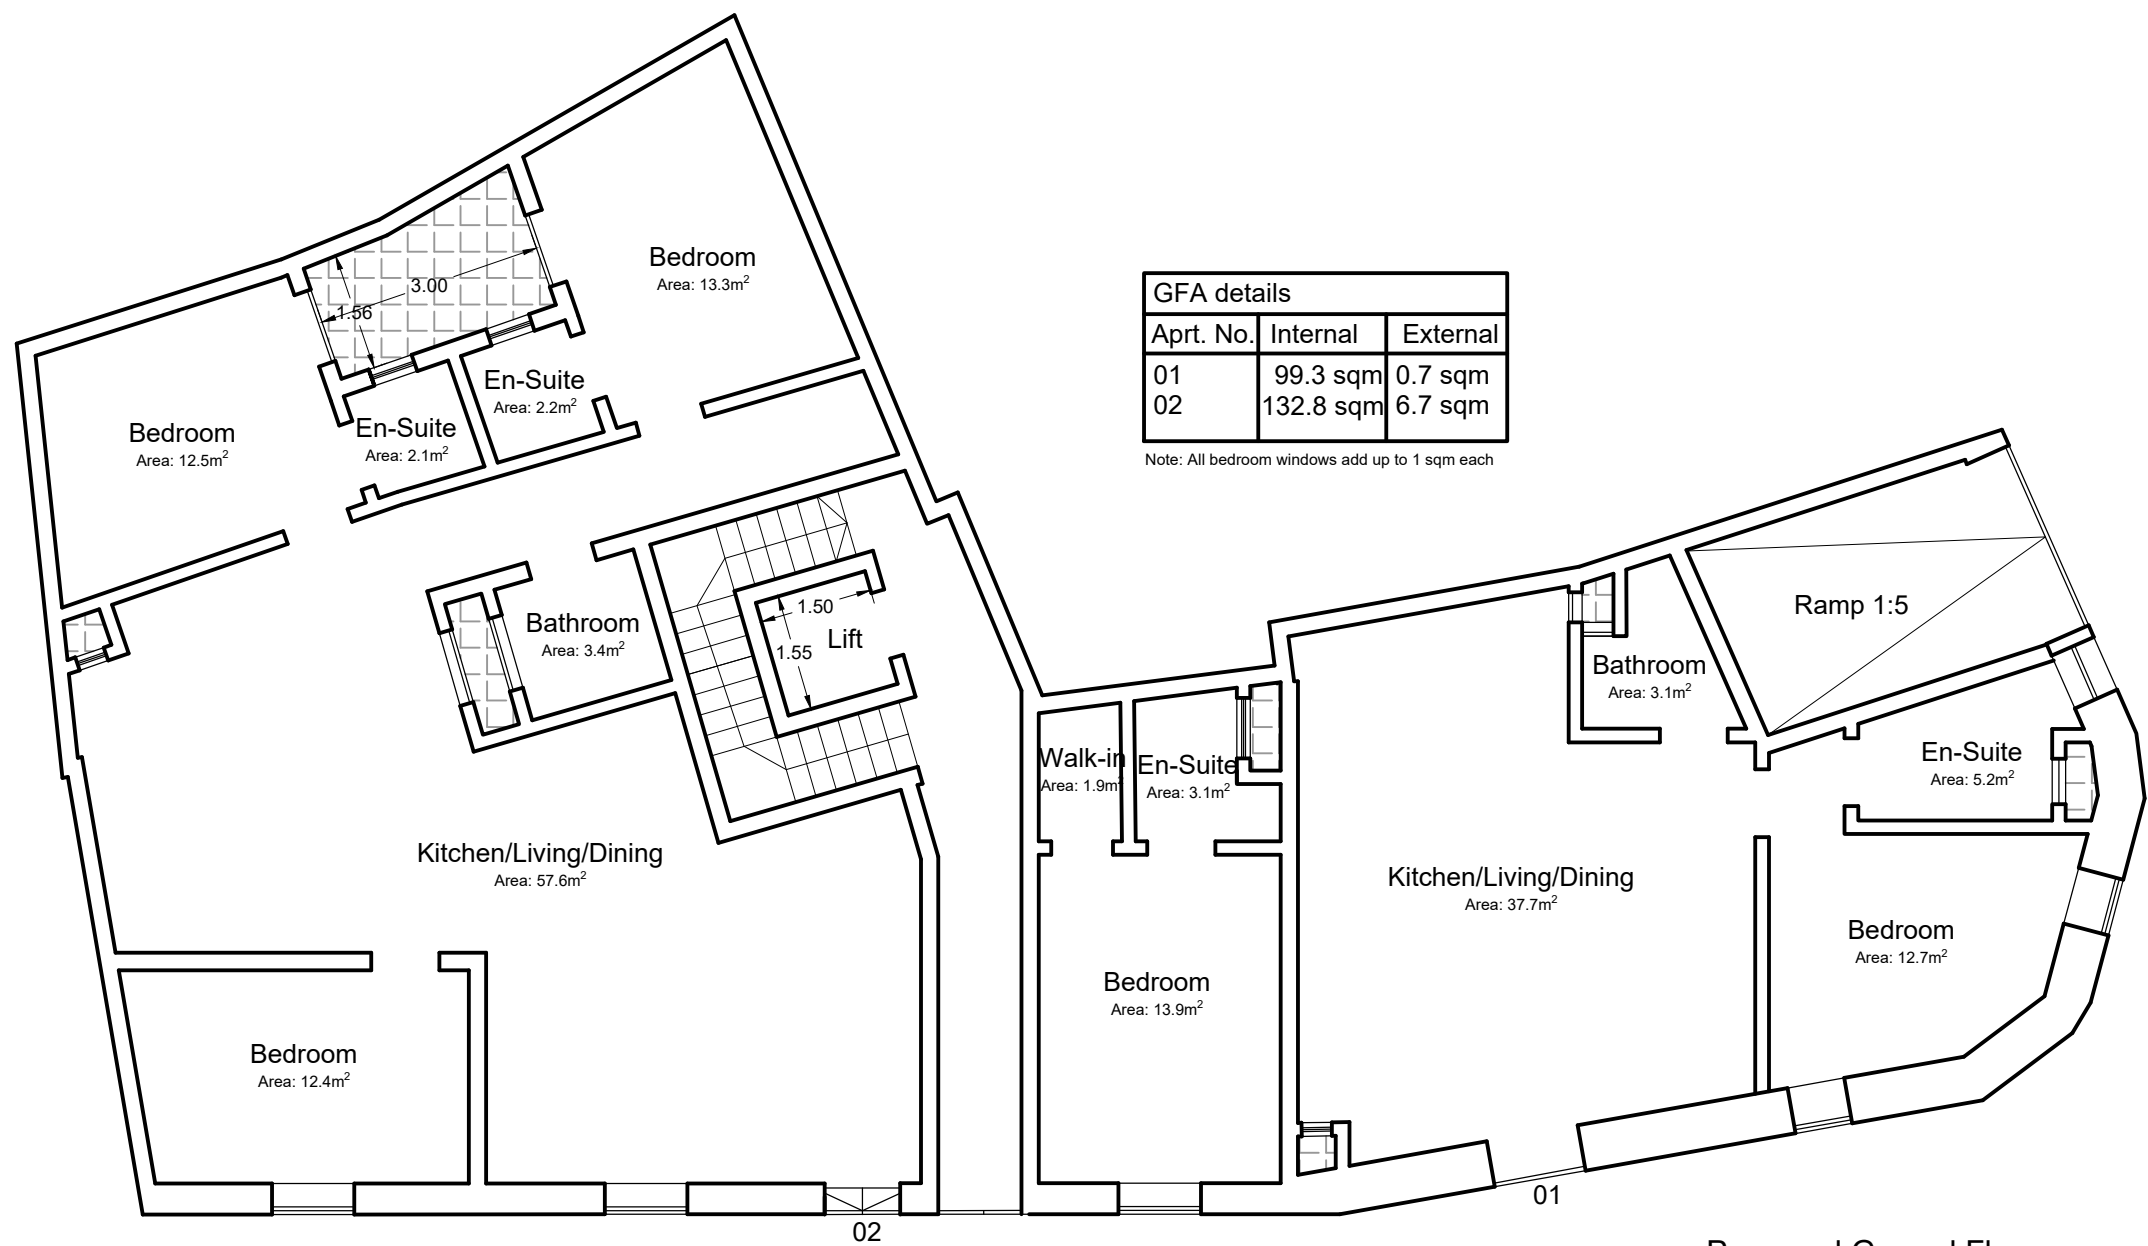 Bedroom
Area: 13.3m²
3.00
1.56
En-Suite
Area: 2.2m²
En-Suite
Area: 2.1m²
Bedroom
Area: 12.5m²
GFA details
Aprt. No. Internal External
01 99.3 sqm 0.7 sqm
02 132.8 sqm 6.7 sqm
Note: All bedroom windows add up to 1 sqm each
Bathroom
Area: 3.4m²
1.50
1.55
Lift
Ramp 1:5
Bathroom
Area: 3.1m²
Walk-in
Area: 1.9m²
En-Suite
Area: 3.1m²
En-Suite
Area: 5.2m²
Kitchen/Living/Dining
Area: 57.6m²
Kitchen/Living/Dining
Area: 37.7m²
Bedroom
Area: 12.7m²
Bedroom
Area: 13.9m²
Bedroom
Area: 12.4m²
01
02